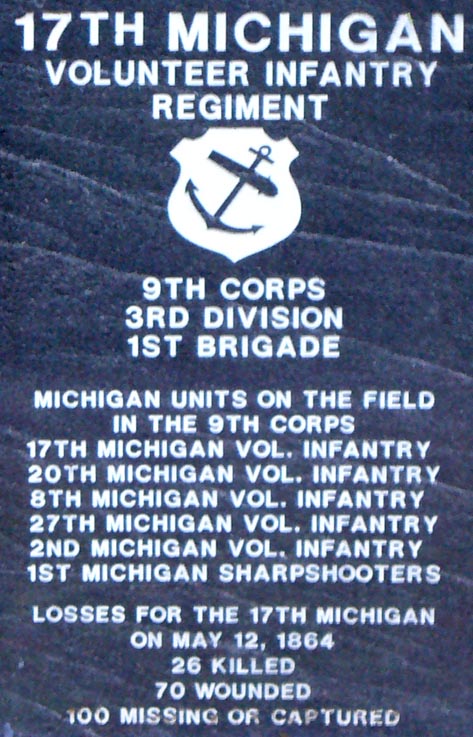 17TH MICHIGAN
VOLUNTEER INFANTRY
REGIMENT
9TH CORPS
3RD DIVISION
1ST BRIGADE
MICHIGAN UNITS ON THE FIELD
IN THE 9TH CORPS
17TH MICHIGAN VOL. INFANTRY
20TH MICHIGAN VOL. INFANTRY
8TH MICHIGAN VOL. INFANTRY
27TH MICHIGAN VOL. INFANTRY
2ND MICHIGAN VOL. INFANTRY
1ST MICHIGAN SHARPSHOOTERS
LOSSES FOR THE 17TH MICHIGAN
ON MAY 12, 1864
26 KILLED
70 WOUNDED
100 MISSING OR CAPTURED